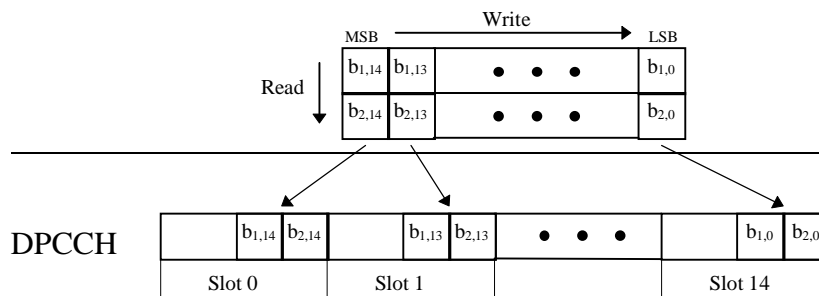 Write
MSB LSB
b1,14 b1,13 • • • b1,0
Read
b2,14 b2,13 • • • b2,0
DPCCH b1,14 b2,14 b1,13 b2,13 • • • b1,0 b2,0
Slot 0 Slot 1 Slot 14